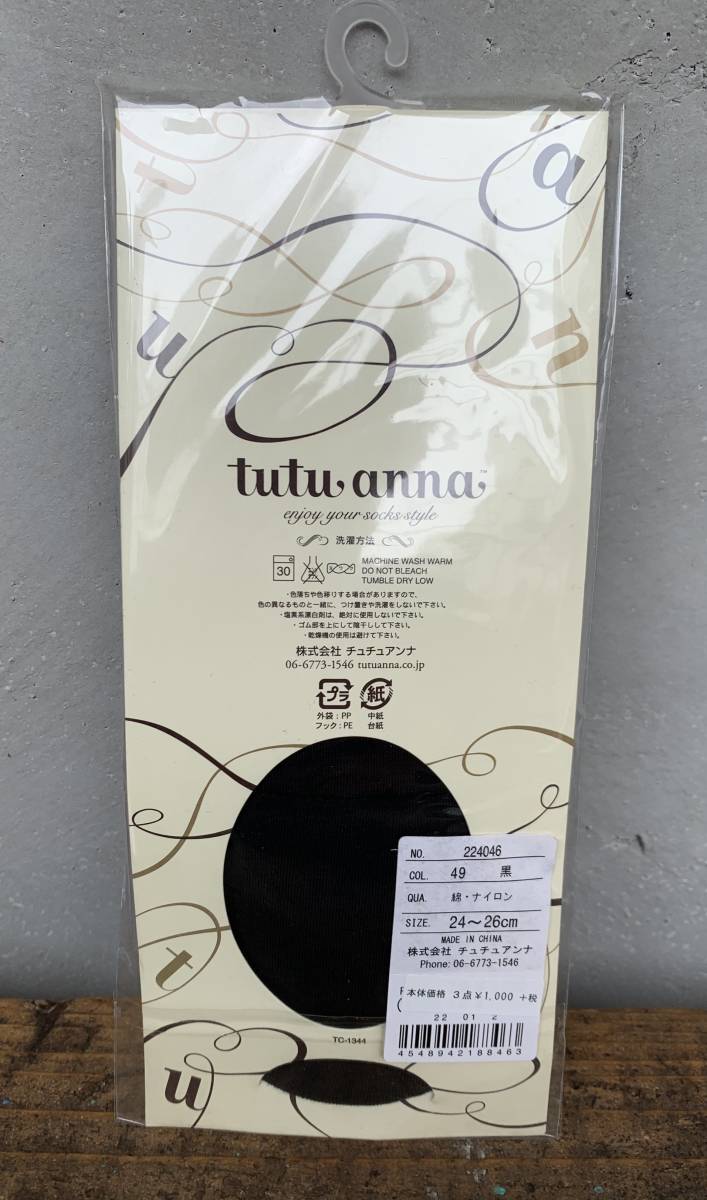 t
a
u
n
tutu anna™
enjoy your socks style
洗濯方法
30
MACHINE WASH WARM
DO NOT BLEACH
TUMBLE DRY LOW
・色落ちや色移りする場合がありますので、
色の異なるものと一緒に、つけ置きや洗濯をしないで下さい。
・塩素系漂白剤は、絶対に使用しないで下さい。
・ゴム部を上にして陰干しして下さい。
・乾燥機の使用は避けて下さい。
株式会社 チュチュアンナ
06-6773-1546 tutuanna.co.jp
プラ 紙
外袋:PP 中紙
フック:PE 台紙
NO. 224046
COL. 49 黒
QUA. 綿・ナイロン
SIZE. 24～26cm
MADE IN CHINA
株式会社 チュチュアンナ
Phone: 06-6773-1546
本体価格 3点¥1,000 +税
22 01 2
4548942188463
TC-1344
t
u